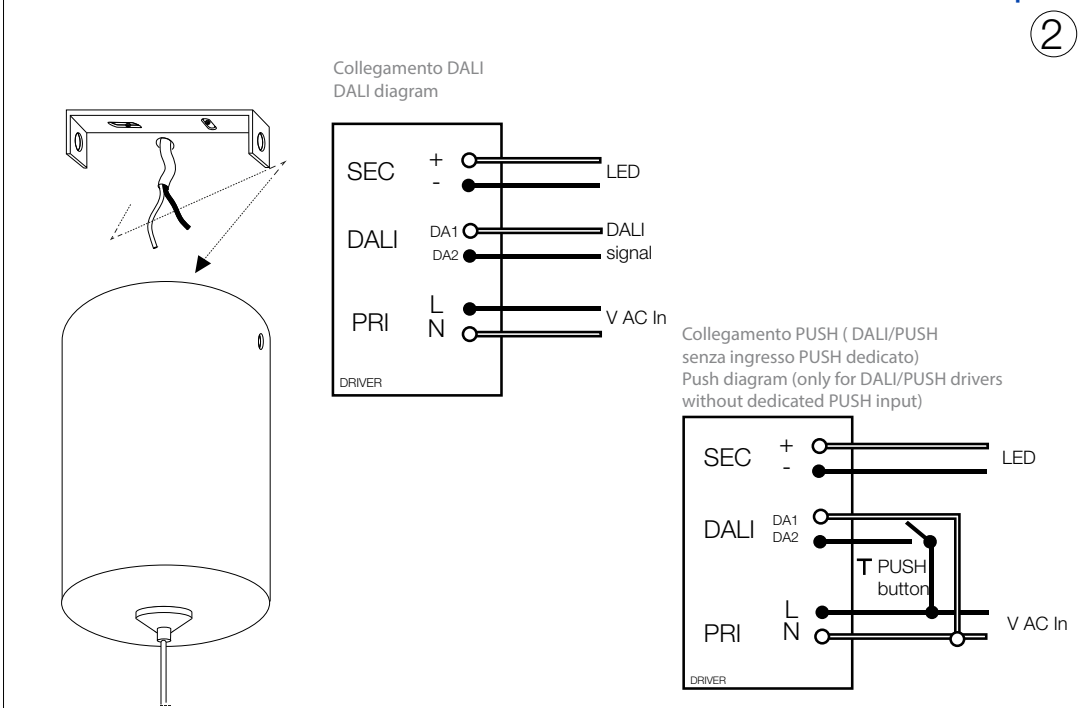 2
Collegamento DALI
DALI diagram
SEC + - LED
DALI DA1 DA2 DALI signal
PRI L N V AC In
DRIVER
Collegamento PUSH ( DALI/PUSH
senza ingresso PUSH dedicato)
Push diagram (only for DALI/PUSH drivers
without dedicated PUSH input)
SEC + - LED
DALI DA1 DA2
T PUSH
button
PRI L N V AC In
DRIVER